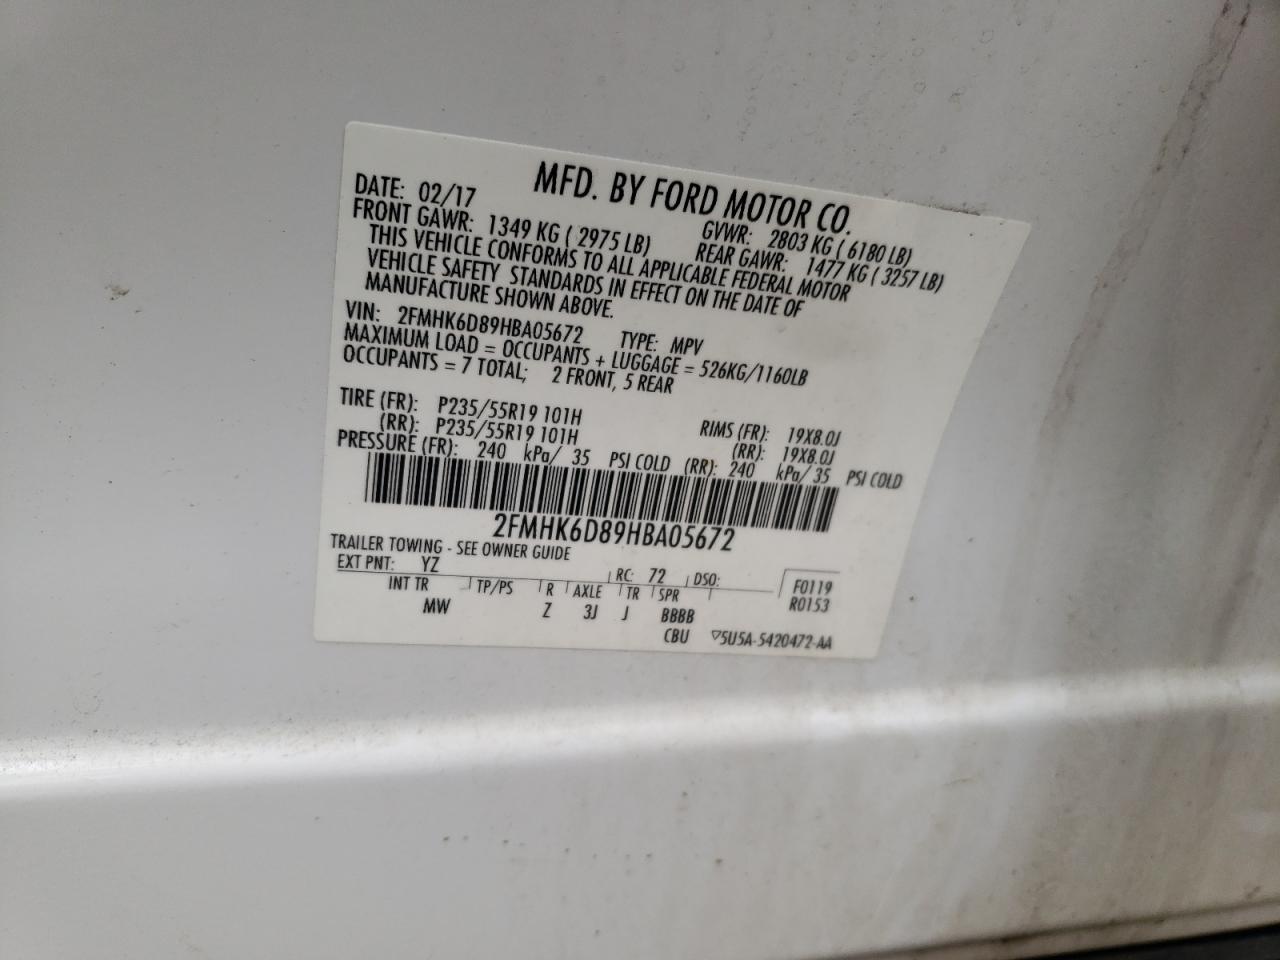 MFD. BY FORD MOTOR CO.
DATE: 02/17 GVWR: 2803 KG ( 6180 LB)
FRONT GAWR: 1349 KG ( 2975 LB) REAR GAWR: 1477 KG ( 3257 LB)
THIS VEHICLE CONFORMS TO ALL APPLICABLE FEDERAL MOTOR
VEHICLE SAFETY STANDARDS IN EFFECT ON THE DATE OF
MANUFACTURE SHOWN ABOVE.
VIN: 2FMHK6D89HBA05672 TYPE: MPV
MAXIMUM LOAD = OCCUPANTS + LUGGAGE = 526KG/1160LB
OCCUPANTS = 7 TOTAL; 2 FRONT, 5 REAR
TIRE (FR): P235/55R19 101H RIMS (FR): 19X8.0J
(RR): P235/55R19 101H (RR): 19X8.0J
PRESSURE (FR): 240 kPa/ 35 PSI COLD (RR): 240 kPa/ 35 PSI COLD
2FMHK6D89HBA05672
TRAILER TOWING - SEE OWNER GUIDE
EXT PNT: YZ RC: 72 DSO: F0119
INT TR TP/PS R AXLE TR SPR R0153
MW Z 3J J BBBB
CBU ▽5U5A-5420472-AA